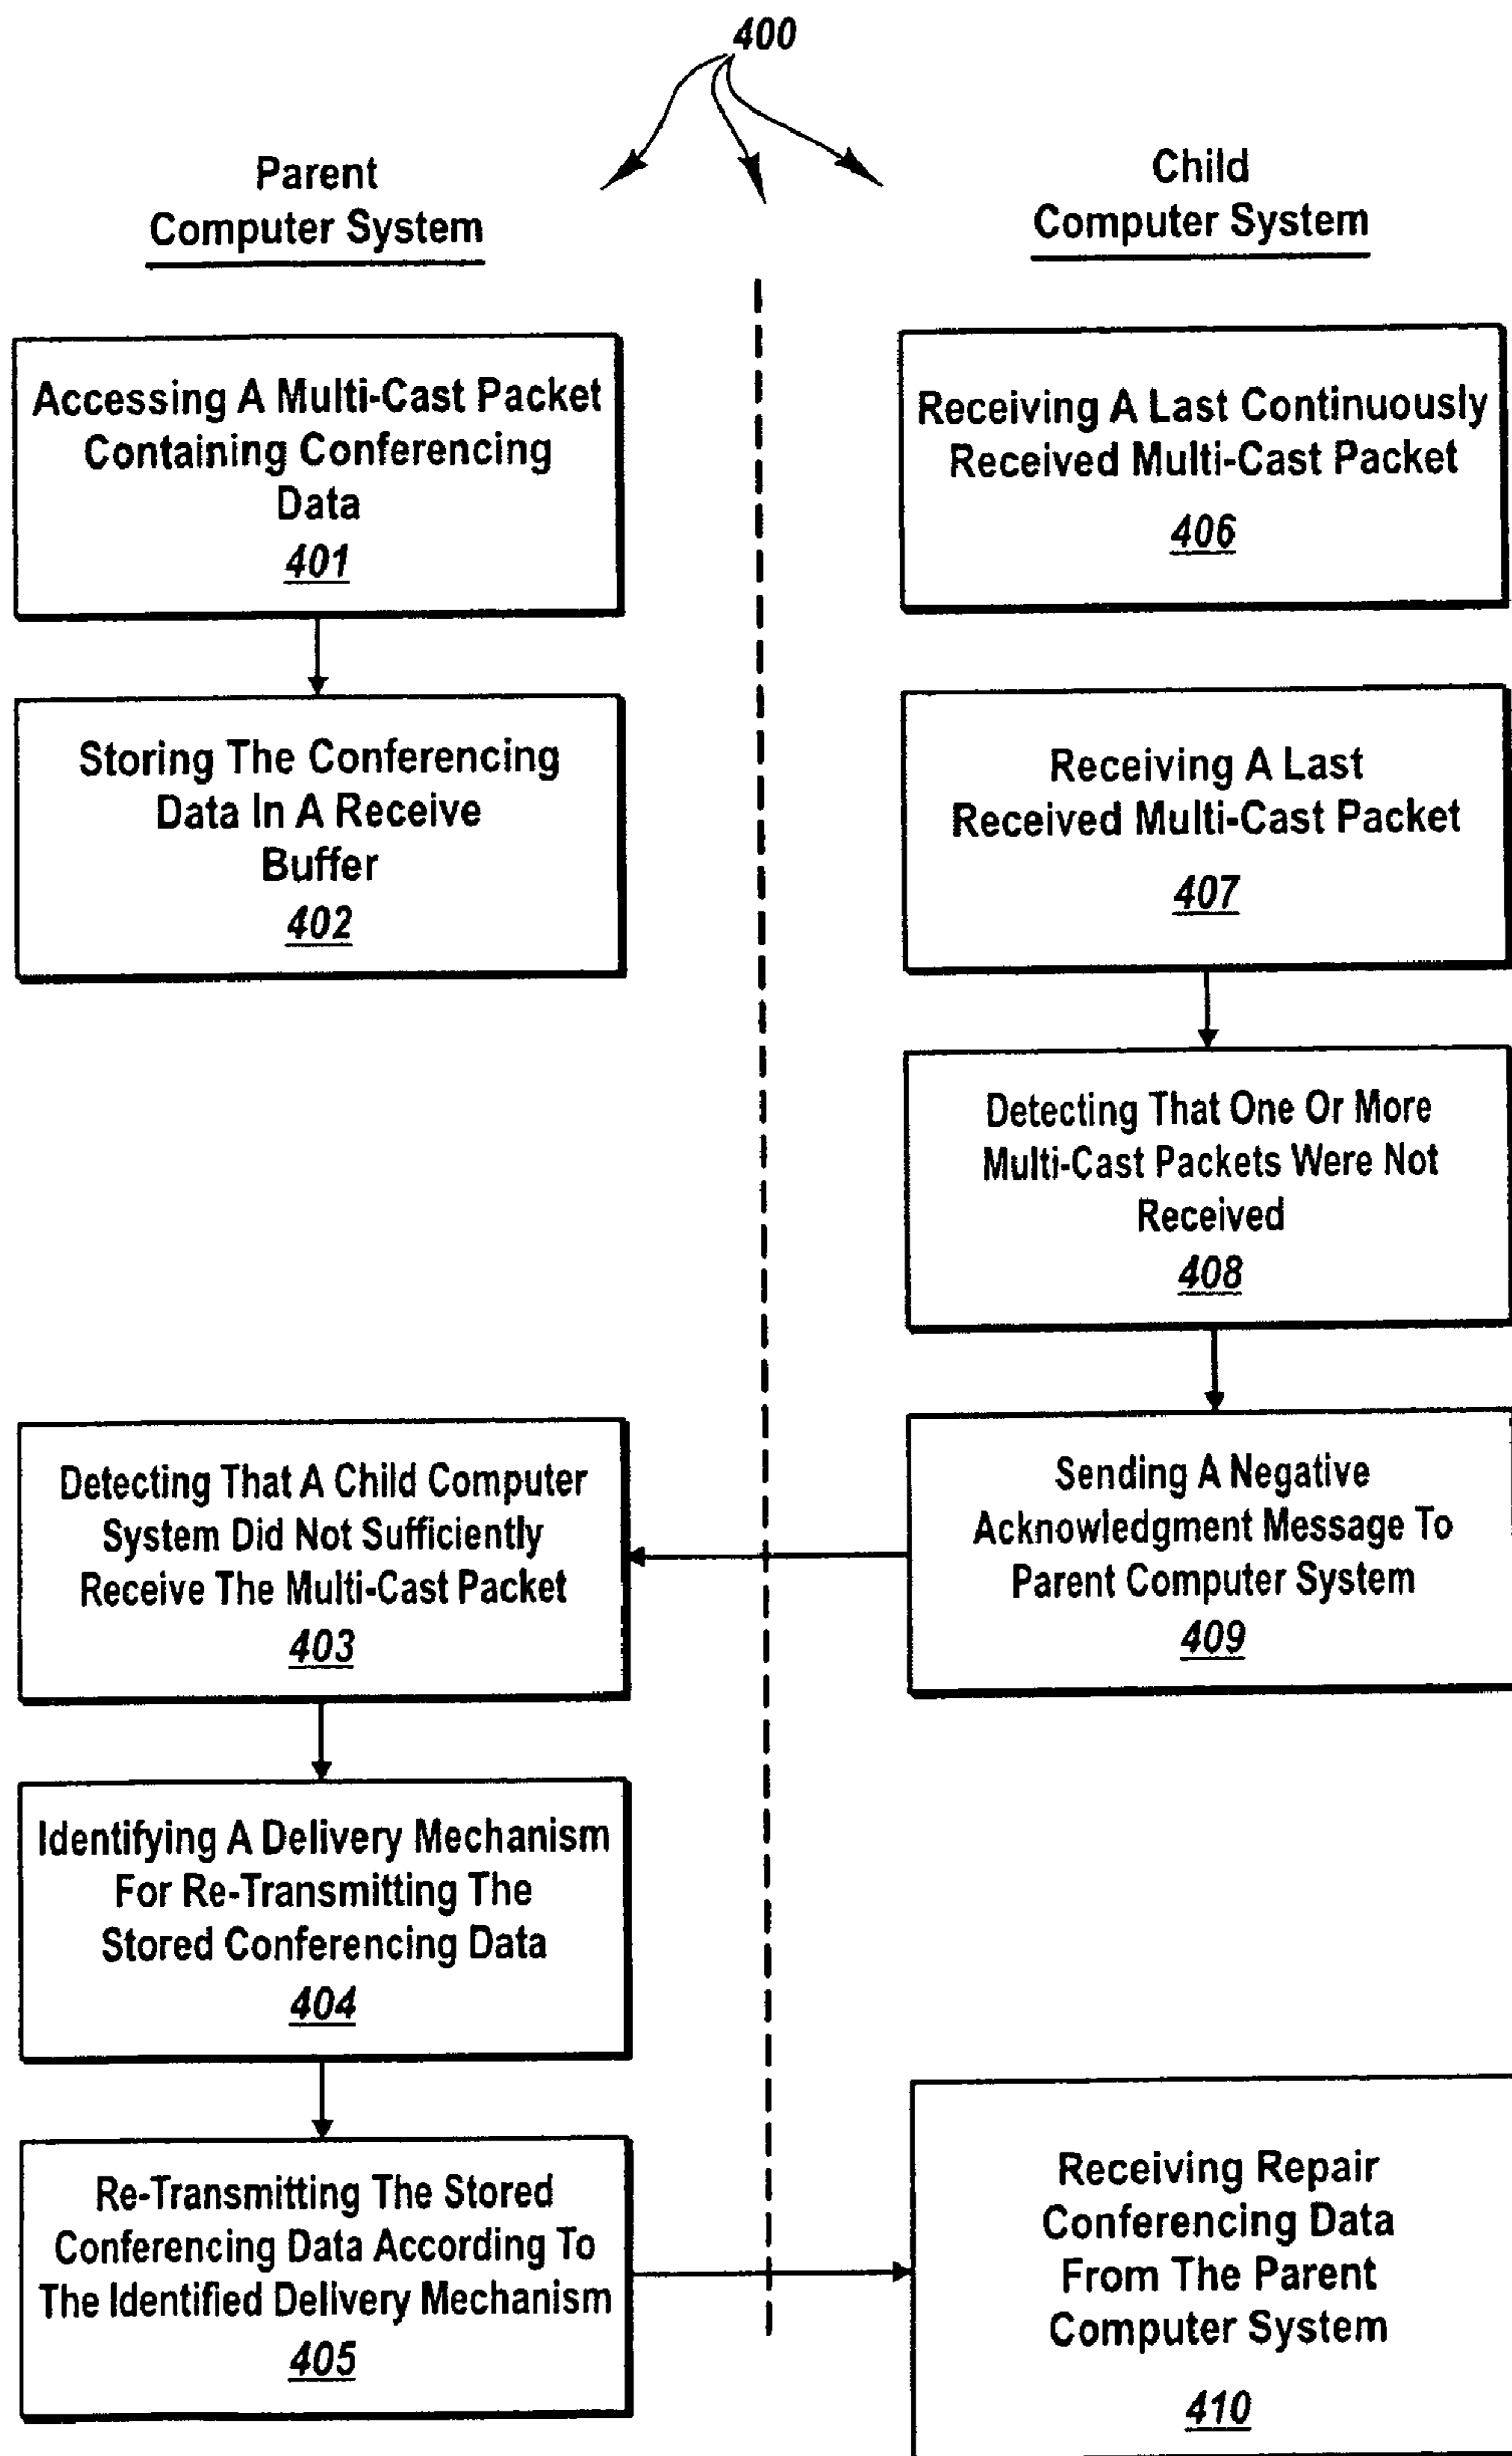 400
Parent
Computer System
Accessing A Multi-Cast Packet
Containing Conferencing
Data
401
Storing The Conferencing
Data In A Receive
Buffer
402
Detecting That A Child Computer
System Did Not Sufficiently
Receive The Multi-Cast Packet
403
Identifying A Delivery Mechanism
For Re-Transmitting The
Stored Conferencing Data
404
Re-Transmitting The Stored
Conferencing Data According To
The Identified Delivery Mechanism
405
Child
Computer System
Receiving A Last Continuously
Received Multi-Cast Packet
406
Receiving A Last
Received Multi-Cast Packet
407
Detecting That One Or More
Multi-Cast Packets Were Not
Received
408
Sending A Negative
Acknowledgment Message To
Parent Computer System
409
Receiving Repair
Conferencing Data
From The Parent
Computer System
410